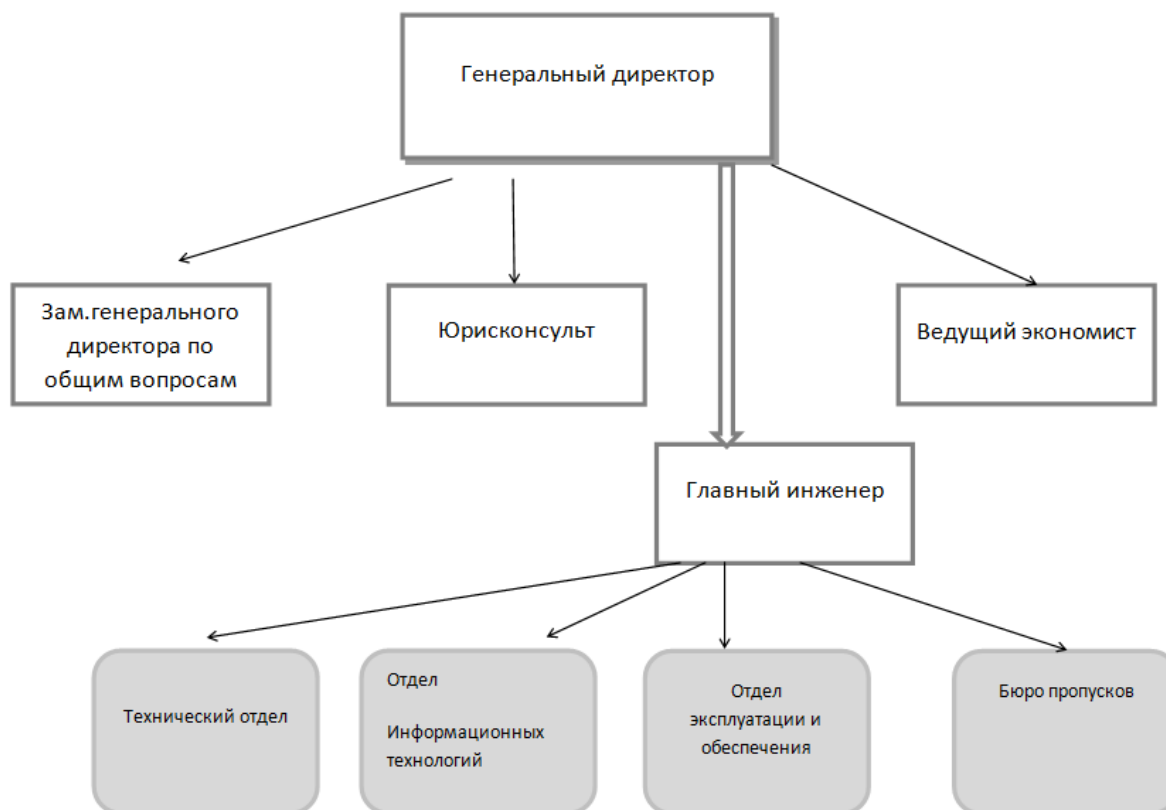 Генеральный директор
Зам.генерального
директора по
общим вопросам
Юрисконсульт
Ведущий экономист
Главный инженер
Технический отдел
Отдел
Информационных
технологий
Отдел
эксплуатации и
обеспечения
Бюро пропусков